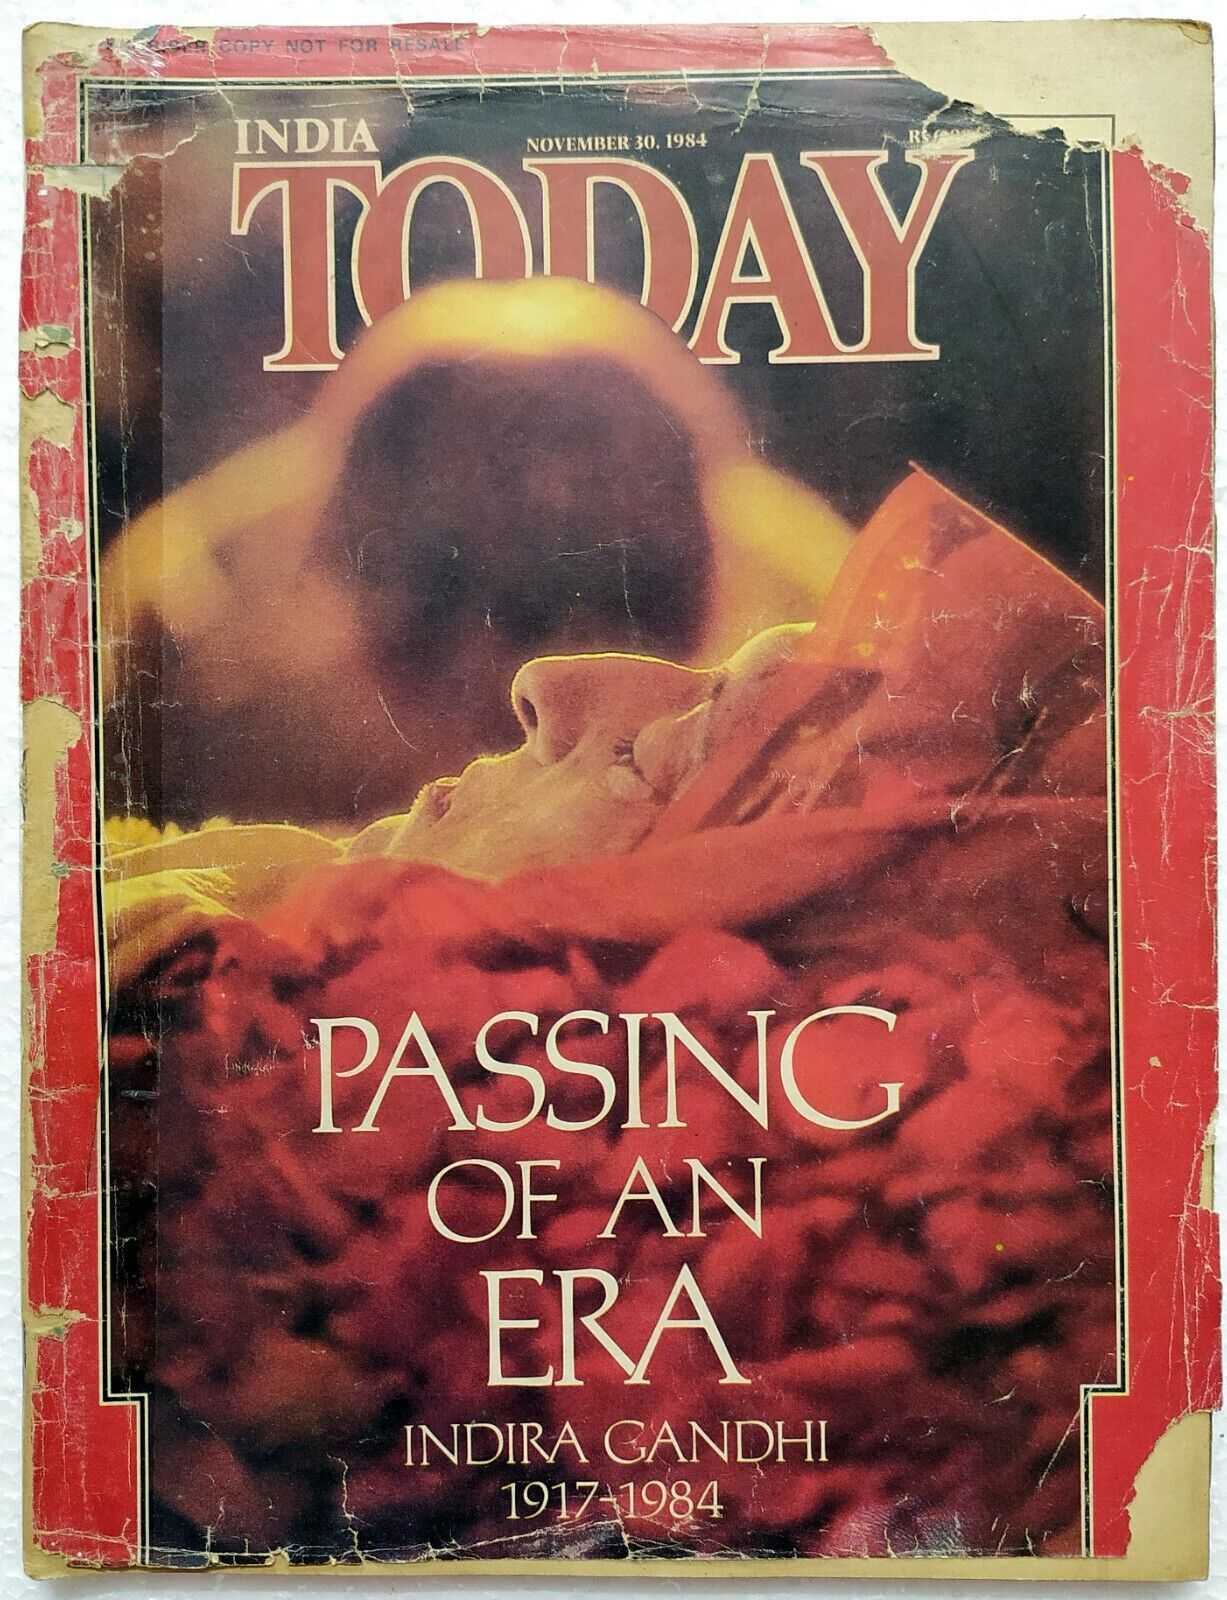 COPY NOT FOR RESALE
INDIA
NOVEMBER 30, 1984
TODAY
PASSING
OF AN
ERA
INDIRA GANDHI
1917-1984